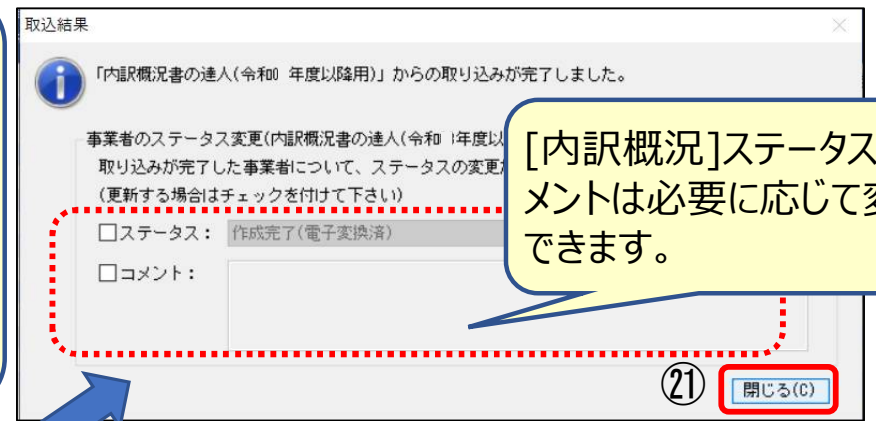 取込結果
「内訳概況書の達人(令和0 年度以降用)」からの取り込みが完了しました。
事業者のステータス変更(内訳概況書の達人(令和 年度以
取り込みが完了した事業者について、ステータスの変更
(更新する場合はチェックを付けて下さい)
[内訳概況]ステータス
メントは必要に応じて変
できます。
□ステータス： 作成完了(電子変換済)
□コメント：
㉑ 閉じる(C)